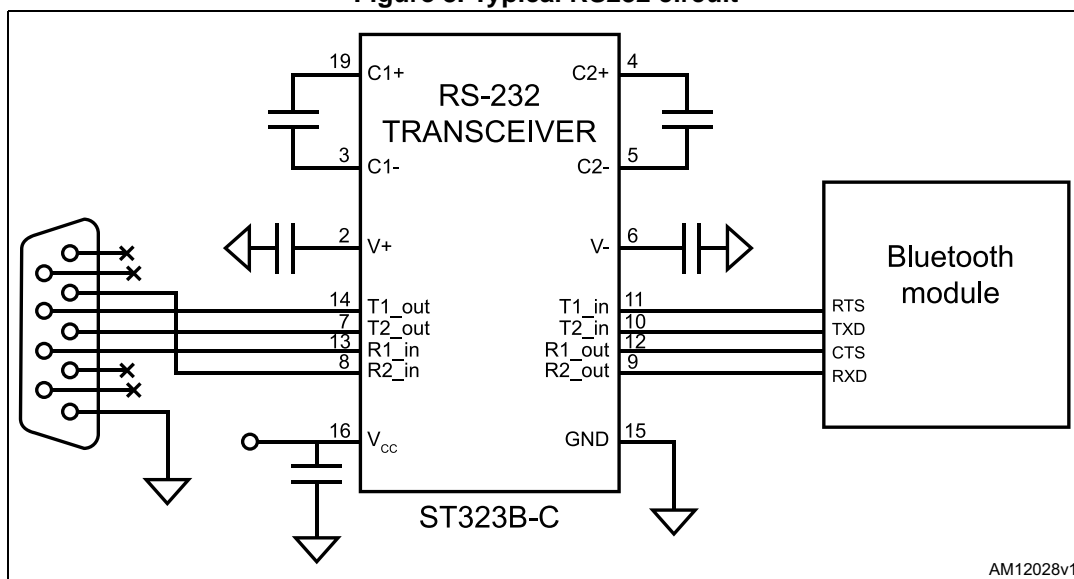 Figure 3. Typical RS232 circuit
19
C1+
C2+
4
RS-232
TRANSCEIVER
3
C1-
C2-
5
2
V+
V-
6
Bluetooth
module
14
T1_out
T1_in
11
RTS
7
T2_out
T2_in
10
TXD
13
R1_in
R1_out
12
CTS
8
R2_in
R2_out
9
RXD
16
VCC
GND
15
ST323B-C
AM12028v1